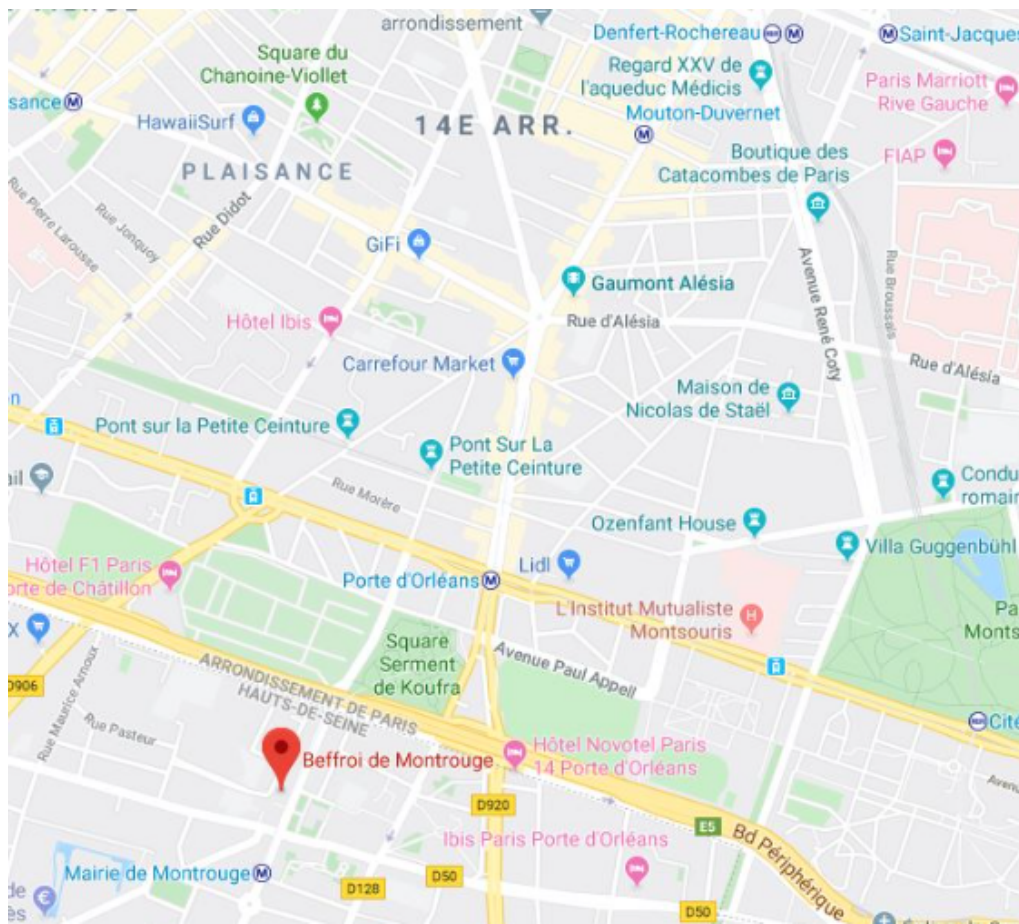 arrondissement
Denfert-Rochereau
Saint-Jacques
Square du
Chanoine-Viollet
Regard XXV de
l'aqueduc Médicis
Paris Marriott
Rive Gauche
HawaiiSurf
14E ARR.
Mouton-Duvernet
FIAP
PLAISANCE
Boutique des
Catacombes de Paris
Rue Pierre Larousse
Rue Jonquoy
Rue Didot
GiFi
Avenue René Coty
Rue Broussais
Gaumont Alésia
Hôtel Ibis
Rue d'Alésia
Carrefour Market
Rue d'Alésia
Maison de
Nicolas de Staël
Pont sur la Petite Ceinture
Pont Sur La
Petite Ceinture
Rue Morère
Condu
romain
Ozenfant House
Villa Guggenbühl
Hôtel F1 Paris
orte de Châtillon
Porte d'Orléans
Lidl
L'Institut Mutualiste
Montsouris
Pa
Monts
X
Square
Serment
de Koufra
Avenue Paul Appell
ARRONDISSEMENT DE PARIS
HAUTS-DE-SEINE
D906
Rue Maurice Arnoux
Rue Pasteur
Cité
Beffroi de Montrouge
Hôtel Novotel Paris
14 Porte d'Orléans
D920
E5
Bd Périphérique
Ibis Paris Porte d'Orléans
Mairie de Montrouge
D128
D50
D50